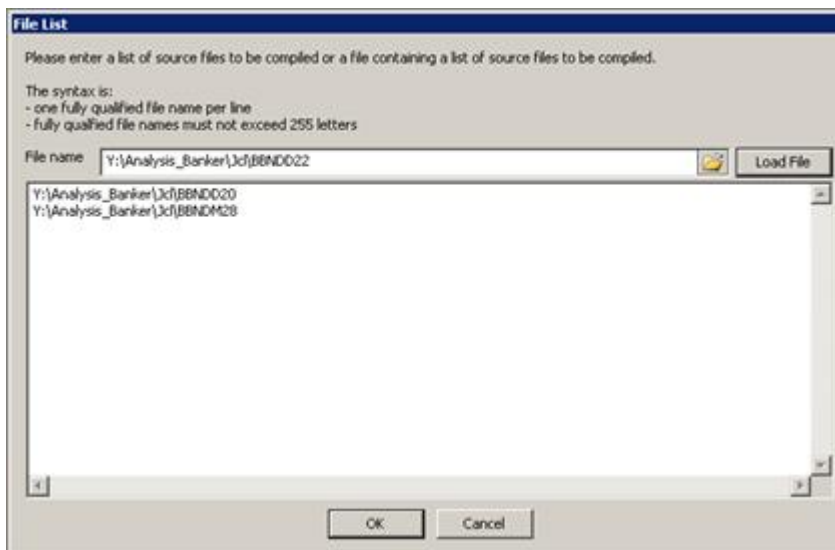 File List
Please enter a list of source files to be compiled or a file containing a list of source files to be compiled.
The syntax is:
- one fully qualified file name per line
- fully qualfied file names must not exceed 255 letters
File name Y:\Analysis_Banker\Jcl\BBNDD22 Load File
Y:\Analysis_Banker\Jcl\BBNDD20
Y:\Analysis_Banker\Jcl\BBNDM28
OK Cancel